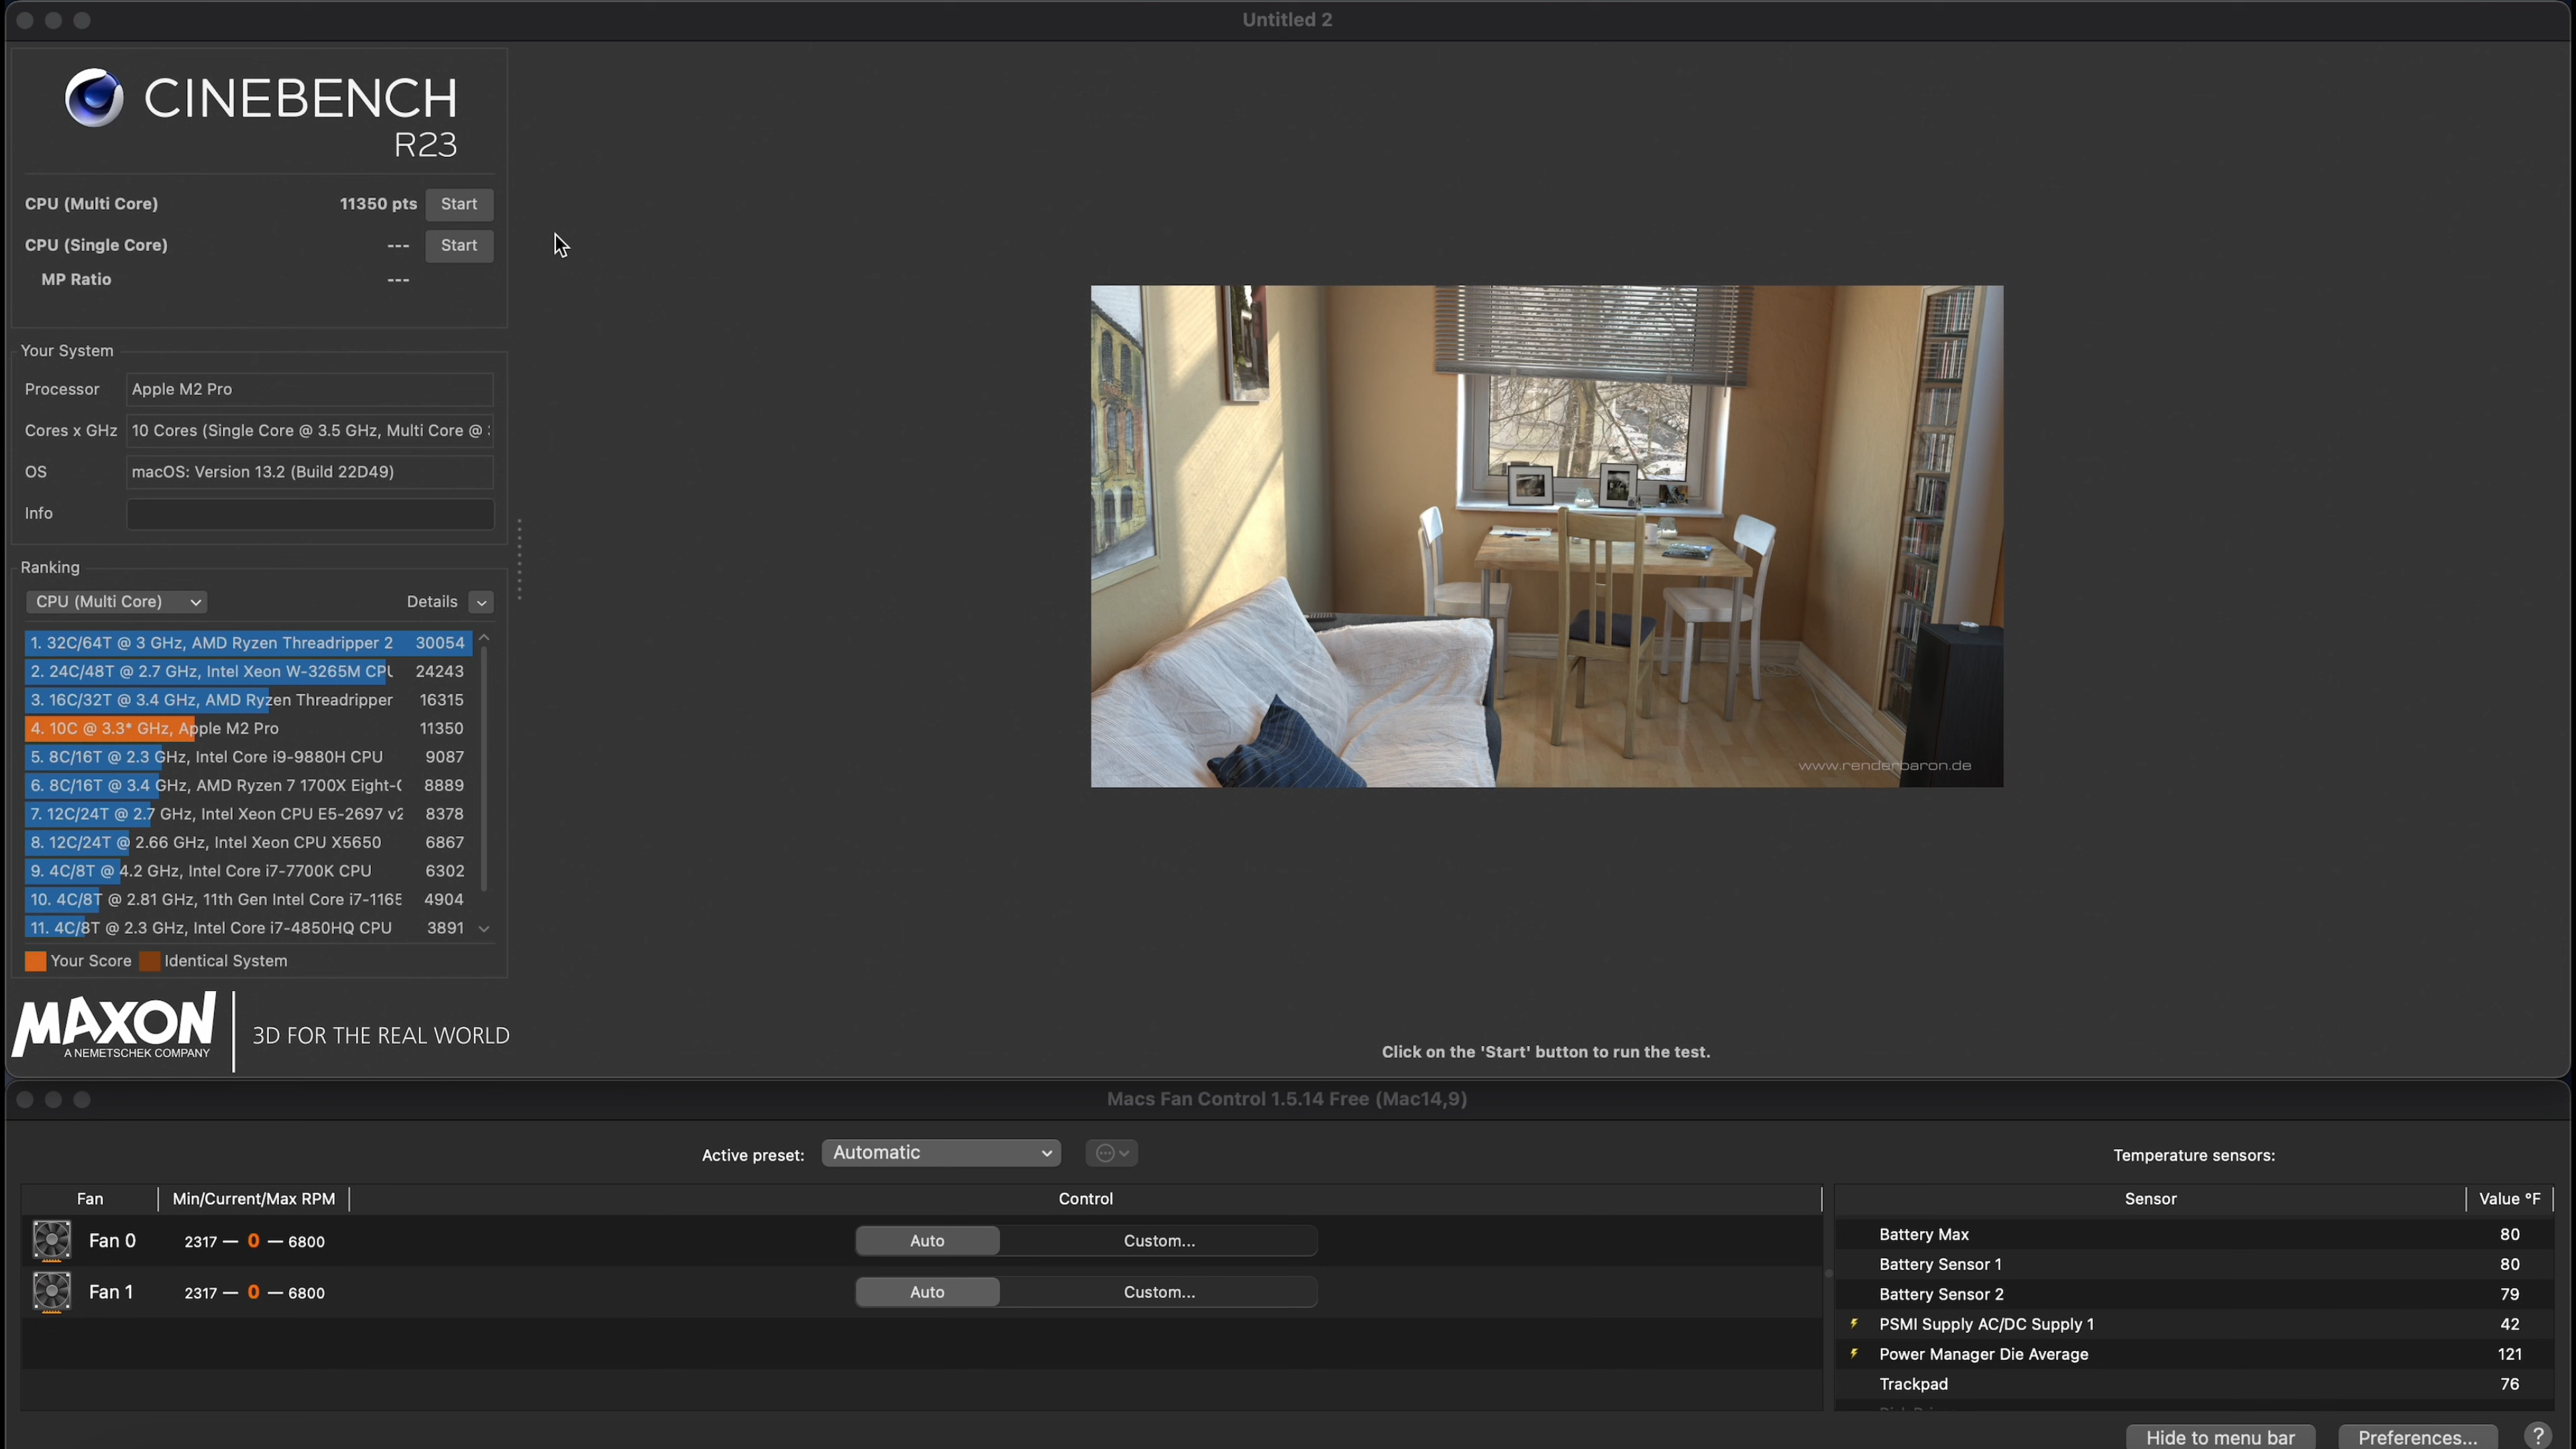 Untitled 2
CINEBENCH
R23
CPU (Multi Core) 11350 pts Start
CPU (Single Core) --- Start
MP Ratio ---
Your System
Processor Apple M2 Pro
Cores x GHz 10 Cores (Single Core @ 3.5 GHz, Multi Core @
OS macOS: Version 13.2 (Build 22D49)
Info
Ranking
CPU (Multi Core) Details
1. 32C/64T @ 3 GHz, AMD Ryzen Threadripper 2 30054
2. 24C/48T @ 2.7 GHz, Intel Xeon W-3265M CPU 24243
3. 16C/32T @ 3.4 GHz, AMD Ryzen Threadripper 16315
4. 10C @ 3.3* GHz, Apple M2 Pro 11350
5. 8C/16T @ 2.3 GHz, Intel Core i9-9880H CPU 9087
6. 8C/16T @ 3.4 GHz, AMD Ryzen 7 1700X Eight-C 8889
7. 12C/24T @ 2.7 GHz, Intel Xeon CPU E5-2697 v2 8378
8. 12C/24T @ 2.66 GHz, Intel Xeon CPU X5650 6867
9. 4C/8T @ 4.2 GHz, Intel Core i7-7700K CPU 6302
10. 4C/8T @ 2.81 GHz, 11th Gen Intel Core i7-1165 4904
11. 4C/8T @ 2.3 GHz, Intel Core i7-4850HQ CPU 3891
Your Score Identical System
MAXON
A NEMETSCHEK COMPANY
3D FOR THE REAL WORLD
www.renderbaron.de
Click on the 'Start' button to run the test.
Macs Fan Control 1.5.14 Free (Mac14,9)
Active preset: Automatic
Temperature sensors:
Fan Min/Current/Max RPM Control
Fan 0 2317 — 0 — 6800 Auto Custom...
Fan 1 2317 — 0 — 6800 Auto Custom...
Sensor Value °F
Battery Max 80
Battery Sensor 1 80
Battery Sensor 2 79
PSMI Supply AC/DC Supply 1 42
Power Manager Die Average 121
Trackpad 76
Hide to menu bar Preferences... ?